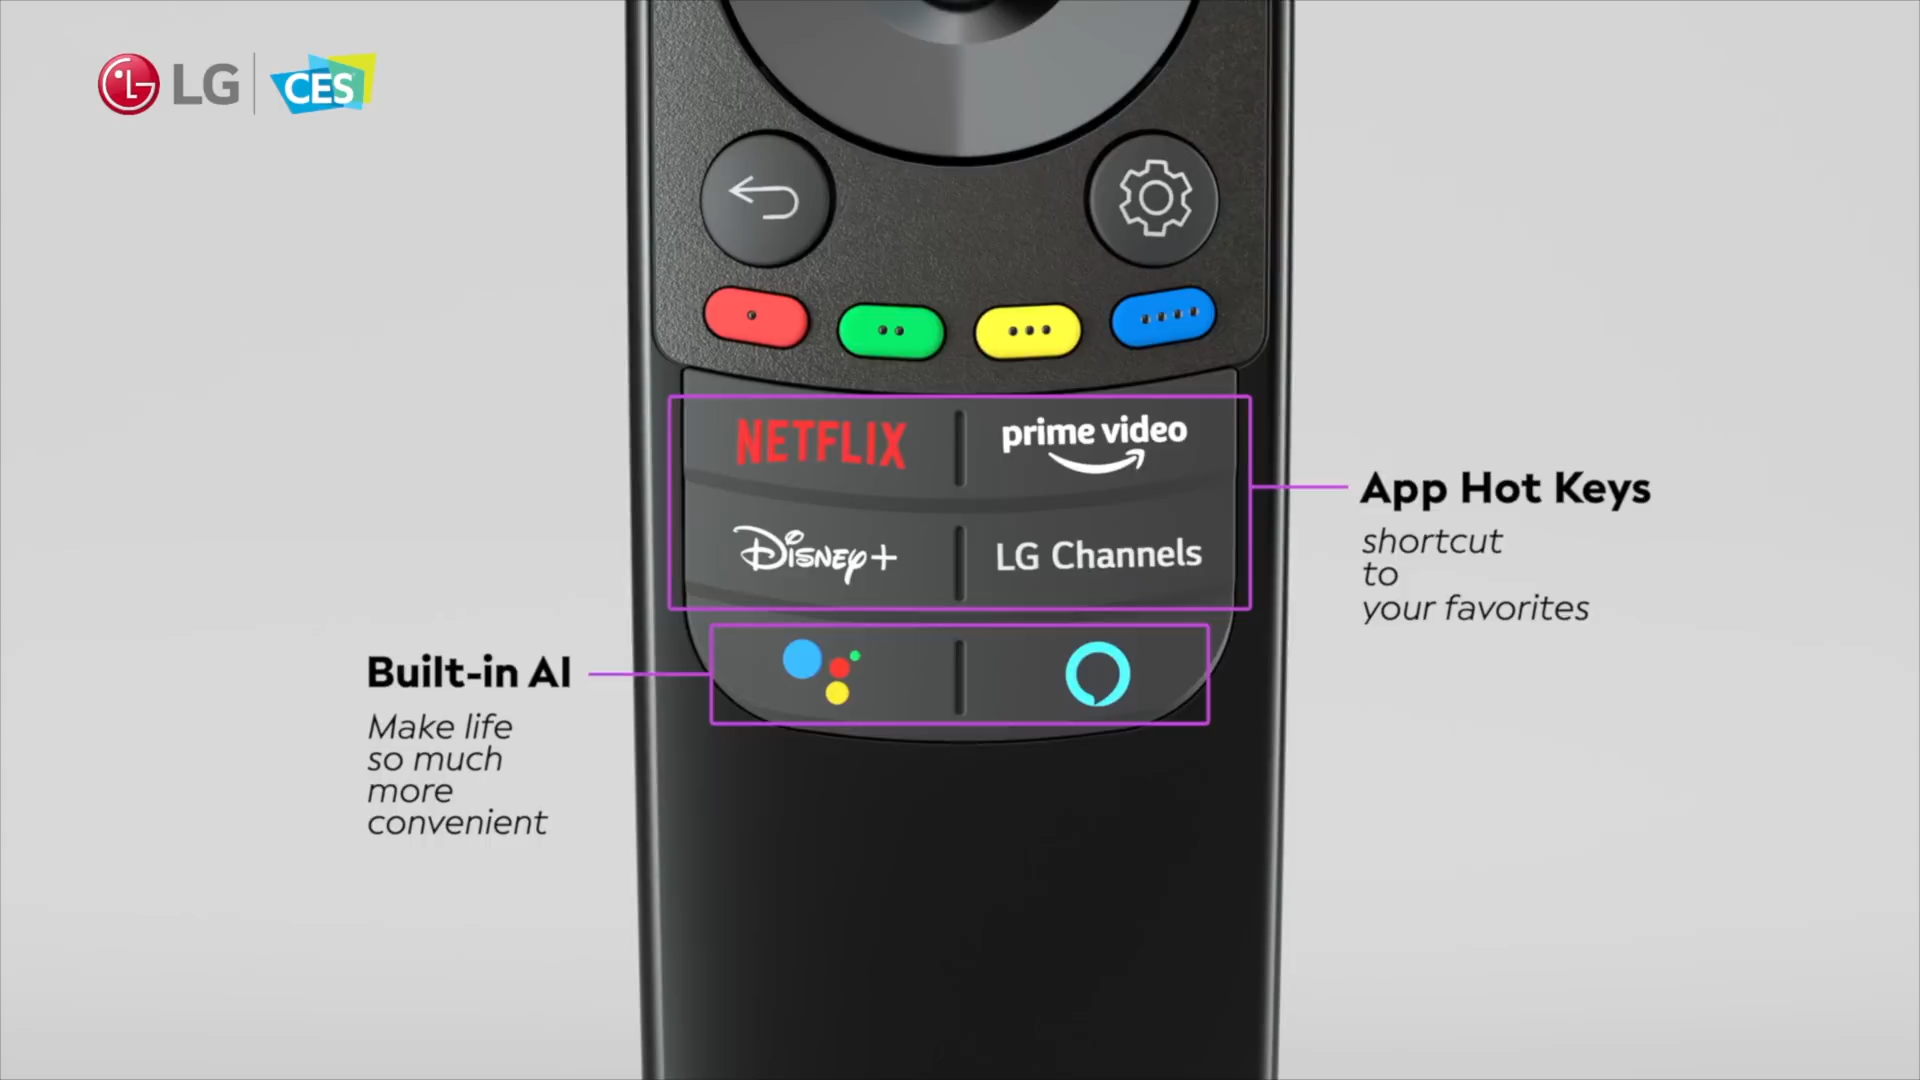 LG
CES
NETFLIX
prime video
Disney+
LG Channels
App Hot Keys
shortcut
to
your favorites
Built-in AI
Make life
so much
more
convenient